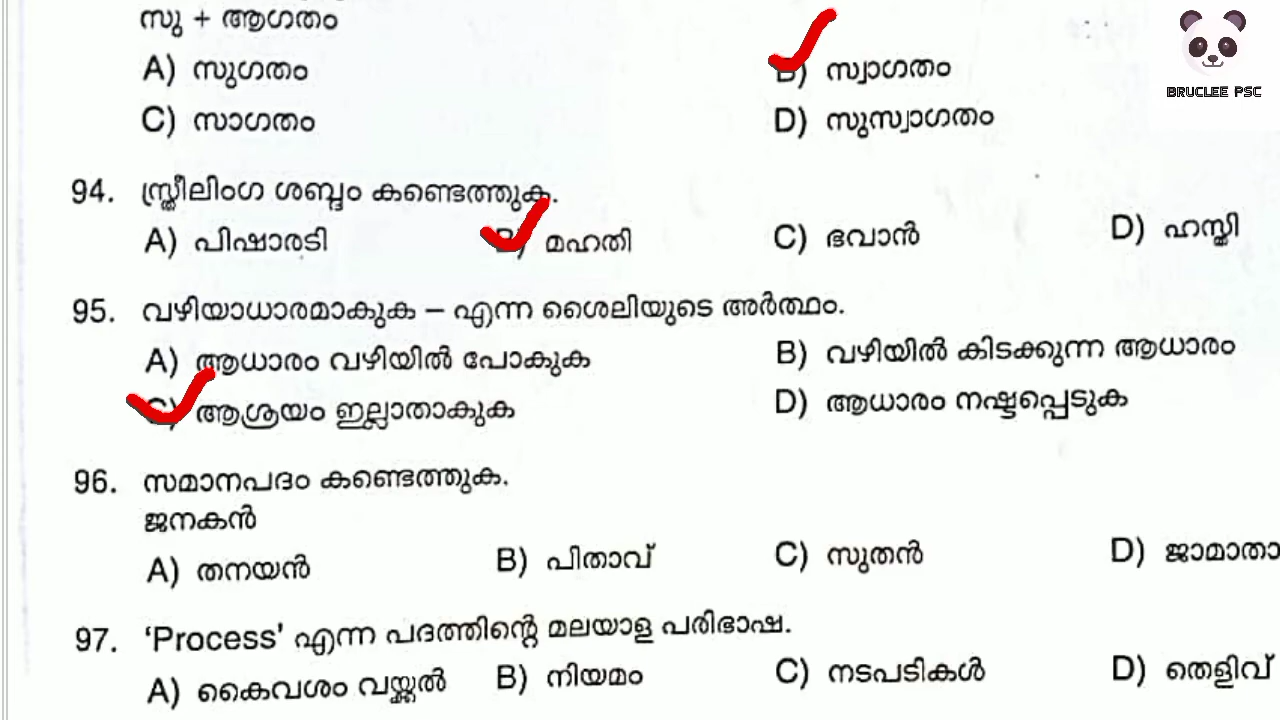 സു + ആഗതം
BRUCLEE PSC
A) സുഗതം B) സ്വാഗതം
C) സാഗതം D) സുസ്വാഗതം
94. സ്ത്രീലിംഗ ശബ്ദം കണ്ടെത്തുക.
A) പിഷാരടി B) മഹതി C) ഭവാൻ D) ഹസ്തി
95. വഴിയാധാരമാകുക – എന്ന ശൈലിയുടെ അർത്ഥം.
A) ആധാരം വഴിയിൽ പോകുക B) വഴിയിൽ കിടക്കുന്ന ആധാരം
C) ആശ്രയം ഇല്ലാതാകുക D) ആധാരം നഷ്ടപ്പെടുക
96. സമാനപദം കണ്ടെത്തുക.
ജനകൻ
A) തനയൻ B) പിതാവ് C) സുതൻ D) ജാമാതാ
97. ‘Process’ എന്ന പദത്തിന്റെ മലയാള പരിഭാഷ.
A) കൈവശം വയ്ക്കൽ B) നിയമം C) നടപടികൾ D) തെളിവ്